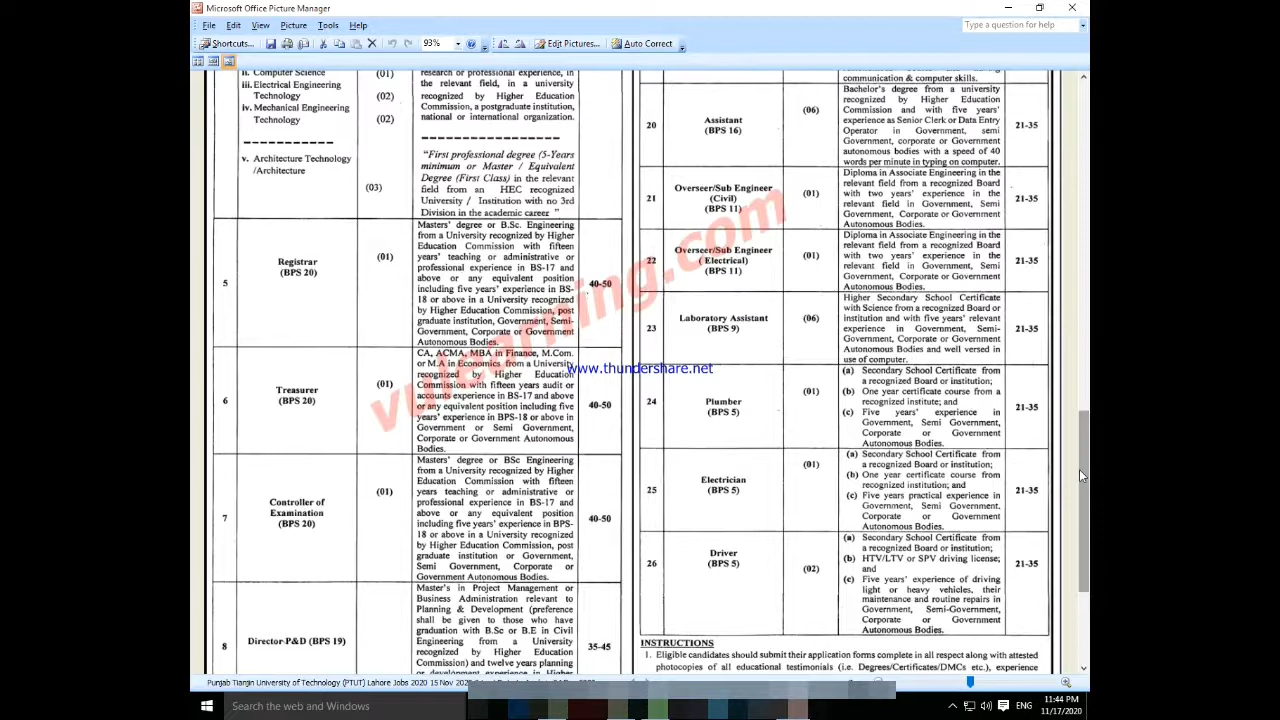 Microsoft Office Picture Manager
File Edit View Picture Tools Help
Type a question for help
Shortcuts...
93%
Edit Pictures...
Auto Correct
ii. Computer Science
iii. Electrical Engineering
Technology
iv. Mechanical Engineering
Technology
v. Architecture Technology
/Architecture
(01)
(02)
(02)
(03)
research or professional experience, in
the relevant field, in a university
recognized by Higher Education
Commission, a postgraduate institution,
national or international organization.
"First professional degree (5-Years
minimum or Master / Equivalent
Degree (First Class) in the relevant
field from an HEC recognized
University / Institution with no 3rd
Division in the academic career "
5
Registrar
(BPS 20)
(01)
Masters' degree or B.Sc. Engineering
from a University recognized by Higher
Education Commission with fifteen
years' teaching or administrative or
professional experience in BS-17 and
above or any equivalent position
including five years' experience in BS-
18 or above in a University recognized
by Higher Education Commission, post
graduate institution, Government, Semi-
Government, Corporate or Government
Autonomous Bodies.
40-50
6
Treasurer
(BPS 20)
(01)
CA, ACMA, MBA in Finance, M.Com.
or M.A in Economics from a University
recognized by Higher Education
Commission with fifteen years audit or
accounts experience in BS-17 and above
or any equivalent position including five
years' experience in BPS-18 or above in
Government or Semi Government,
Corporate or Government Autonomous
Bodies.
40-50
7
Controller of
Examination
(BPS 20)
(01)
Masters' degree or BSc Engineering
from a University recognized by Higher
Education Commission with fifteen
years teaching or administrative or
professional experience in BS-17 and
above or any equivalent position
including five years' experience in BPS-
18 or above in a University recognized
by Higher Education Commission, post
graduate institution or Government,
Semi Government, Corporate or
Government Autonomous Bodies.
40-50
8
Director-P&D (BPS 19)
Master's in Project Management or
Business Administration relevant to
Planning & Development (preference
shall be given to those who have
graduation with B.Sc or B.E in Civil
Engineering from a University
recognized by Higher Education
Commission) and twelve years planning
or development experience in Higher
35-45
communication & computer skills.
20
Assistant
(BPS 16)
(06)
Bachelor's degree from a university
recognized by Higher Education
Commission and with five years'
experience as Senior Clerk or Data Entry
Operator in Government, semi
Government, corporate or Government
autonomous bodies with a speed of 40
words per minute in typing on computer.
21-35
21
Overseer/Sub Engineer
(Civil)
(BPS 11)
(01)
Diploma in Associate Engineering in the
relevant field from a recognized Board
with two years' experience in the
relevant field in Government, Semi
Government, Corporate or Government
Autonomous Bodies.
21-35
22
Overseer/Sub Engineer
( Electrical)
(BPS 11)
(01)
Diploma in Associate Engineering in the
relevant field from a recognized Board
with two years' experience in the
relevant field in Government, Semi
Government, Corporate or Government
Autonomous Bodies.
21-35
23
Laboratory Assistant
(BPS 9)
(06)
Higher Secondary School Certificate
with Science from a recognized Board or
institution and with five years' relevant
experience in Government, Semi-
Government, Corporate or Government
Autonomous Bodies and well versed in
use of computer.
21-35
24
Plumber
(BPS 5)
(01)
(a) Secondary School Certificate from
a recognized Board or institution;
(b) One year certificate course from a
recognized institute; and
(c) Five years' experience in
Government, Semi Government,
Corporate or Government
Autonomous Bodies.
21-35
25
Electrician
(BPS 5)
(01)
(a) Secondary School Certificate from
a recognized Board or institution;
(b) One year certificate course from
recognized institution; and
(c) Five years practical experience in
Government, Semi Government,
Corporate or Government
Autonomous Bodies.
21-35
26
Driver
(BPS 5)
(02)
(a) Secondary School Certificate from
a recognized Board or institution;
(b) HTV/LTV or SPV driving license;
and
(c) Five years' experience of driving
light or heavy vehicles, their
maintenance and routine repairs in
Government, Semi-Government,
Corporate or Government
Autonomous Bodies.
21-35
INSTRUCTIONS
1. Eligible candidates should submit their application forms complete in all respect along with attested
photocopies of all educational testimonials (i.e. Degrees/Certificates/DMCs etc.), experience
vulearning.com
www.thundershare.net
Punjab Tianjin University of Technology (PTUT) Lahore Jobs 2020 15 Nov 202
Search the web and Windows
ENG
11:44 PM
11/17/2020